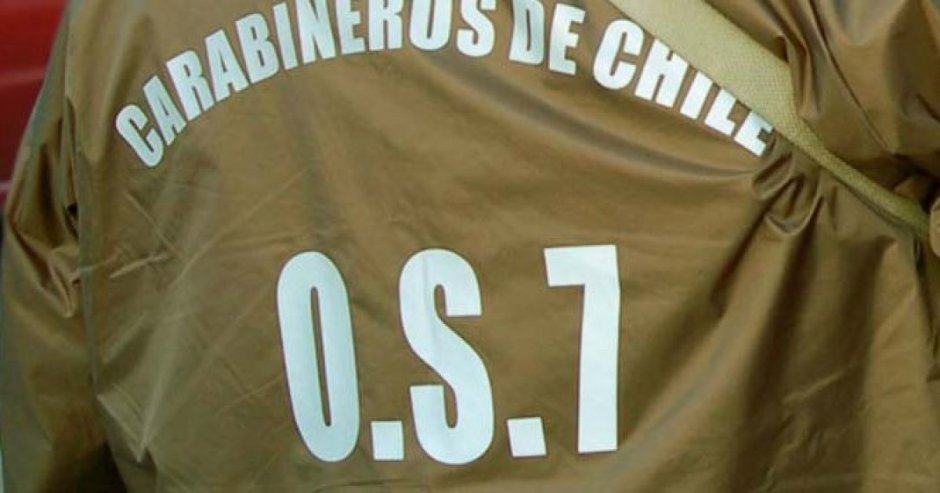 CARABINEROS DE CHILE
O.S.7